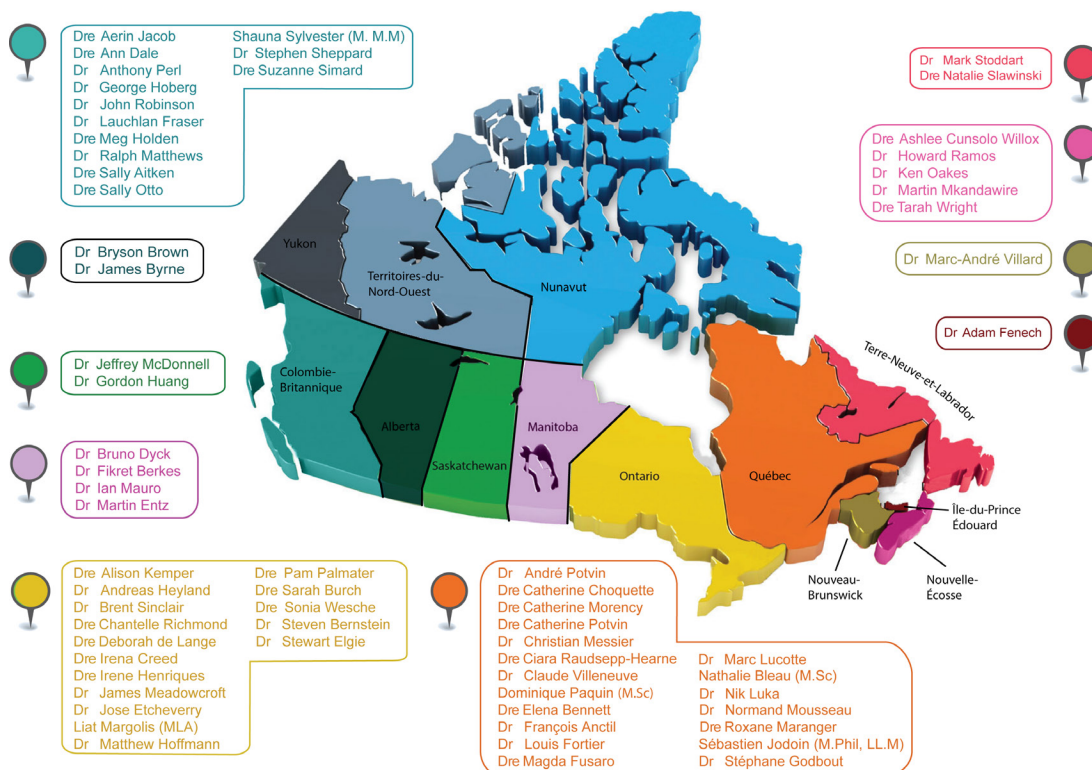 Dre Aerin Jacob
Dre Ann Dale
Dr Anthony Perl
Dr George Hoberg
Dr John Robinson
Dr Lauchlan Fraser
Dre Meg Holden
Dr Ralph Matthews
Dre Sally Aitken
Dre Sally Otto
Shauna Sylvester (M. M.M)
Dr Stephen Sheppard
Dre Suzanne Simard
Dr Bryson Brown
Dr James Byrne
Dr Jeffrey McDonnell
Dr Gordon Huang
Dr Bruno Dyck
Dr Fikret Berkes
Dr Ian Mauro
Dr Martin Entz
Dre Alison Kemper
Dr Andreas Heyland
Dr Brent Sinclair
Dre Chantelle Richmond
Dre Deborah de Lange
Dre Irena Creed
Dre Irene Henriques
Dr James Meadowcroft
Dr Jose Etcheverry
Liat Margolis (MLA)
Dr Matthew Hoffmann
Dre Pam Palmater
Dre Sarah Burch
Dre Sonia Wesche
Dr Steven Bernstein
Dr Stewart Elgie
Dr André Potvin
Dre Catherine Choquette
Dre Catherine Morency
Dre Catherine Potvin
Dr Christian Messier
Dre Ciara Raudsepp-Hearne
Dr Claude Villeneuve
Dominique Paquin (M.Sc)
Dre Elena Bennett
Dr François Anctil
Dr Louis Fortier
Dre Magda Fusaro
Dr Marc Lucotte
Nathalie Bleau (M.Sc)
Dr Nik Luka
Dr Normand Mousseau
Dre Roxane Maranger
Sébastien Jodoin (M.Phil, LL.M)
Dr Stéphane Godbout
Dr Mark Stoddart
Dre Natalie Slawinski
Dre Ashlee Cunsolo Willox
Dr Howard Ramos
Dr Ken Oakes
Dr Martin Mkandawire
Dre Tarah Wright
Dr Marc-André Villard
Dr Adam Fenech
Yukon
Territoires-du-
Nord-Ouest
Nunavut
Colombie-
Britannique
Alberta
Saskatchewan
Manitoba
Ontario
Québec
Terre-Neuve-et-Labrador
Île-du-Prince
Édouard
Nouveau-
Brunswick
Nouvelle-
Écosse